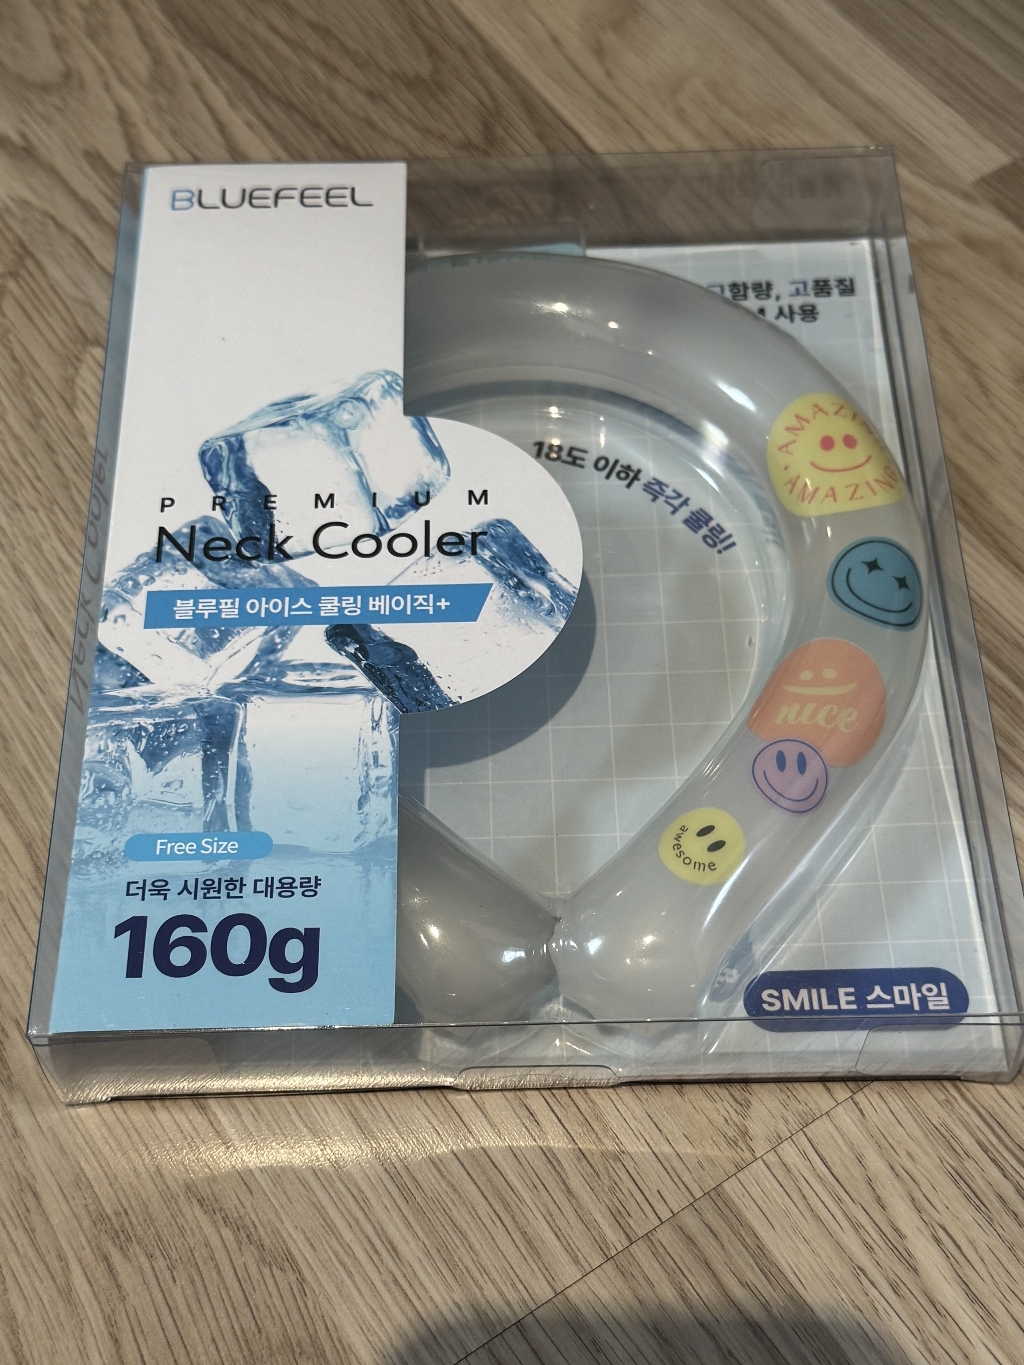 BLUEFEEL
함량, 고품질
사용
18도 이하 즉각 쿨링!
PREMIUM
Neck Cooler
블루필 아이스 쿨링 베이직+
Neck Cooler
AMAZING
AMAZING
nice
awesome
Free Size
더욱 시원한 대용량
160g
SMILE 스마일